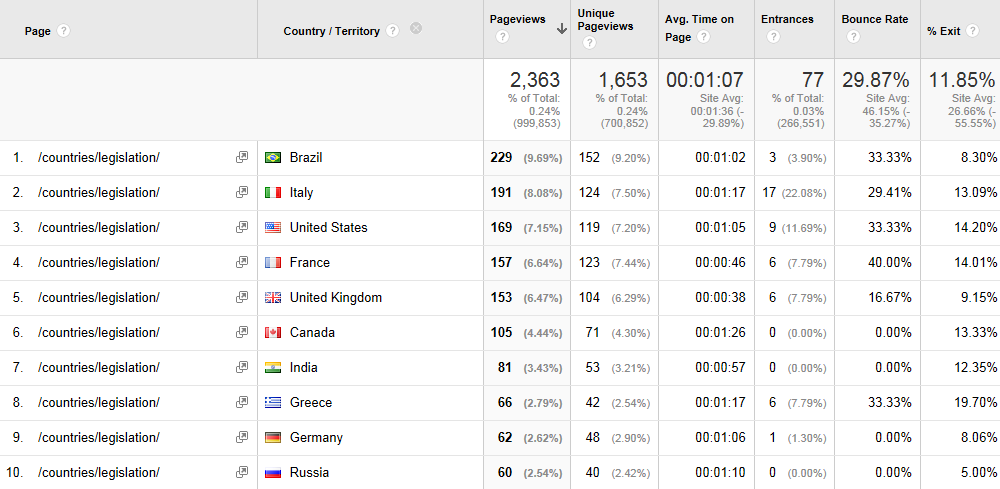 Page ? Country / Territory ? Pageviews ? Unique Pageviews ? Avg. Time on Page ? Entrances ? Bounce Rate ? % Exit ?
2,363 1,653 00:01:07 77 29.87% 11.85%
% of Total: % of Total: Site Avg: % of Total: Site Avg: Site Avg:
0.24% 0.24% 00:01:36 (- 0.03% 46.15% (- 26.66% (-
(999,853) (700,852) 29.89%) (266,551) 35.27%) 55.55%)
1. /countries/legislation/ Brazil 229 (9.69%) 152 (9.20%) 00:01:02 3 (3.90%) 33.33% 8.30%
2. /countries/legislation/ Italy 191 (8.08%) 124 (7.50%) 00:01:17 17 (22.08%) 29.41% 13.09%
3. /countries/legislation/ United States 169 (7.15%) 119 (7.20%) 00:01:05 9 (11.69%) 33.33% 14.20%
4. /countries/legislation/ France 157 (6.64%) 123 (7.44%) 00:00:46 6 (7.79%) 40.00% 14.01%
5. /countries/legislation/ United Kingdom 153 (6.47%) 104 (6.29%) 00:00:38 6 (7.79%) 16.67% 9.15%
6. /countries/legislation/ Canada 105 (4.44%) 71 (4.30%) 00:01:26 0 (0.00%) 0.00% 13.33%
7. /countries/legislation/ India 81 (3.43%) 53 (3.21%) 00:00:57 0 (0.00%) 0.00% 12.35%
8. /countries/legislation/ Greece 66 (2.79%) 42 (2.54%) 00:01:17 6 (7.79%) 33.33% 19.70%
9. /countries/legislation/ Germany 62 (2.62%) 48 (2.90%) 00:01:06 1 (1.30%) 0.00% 8.06%
10. /countries/legislation/ Russia 60 (2.54%) 40 (2.42%) 00:01:10 0 (0.00%) 0.00% 5.00%